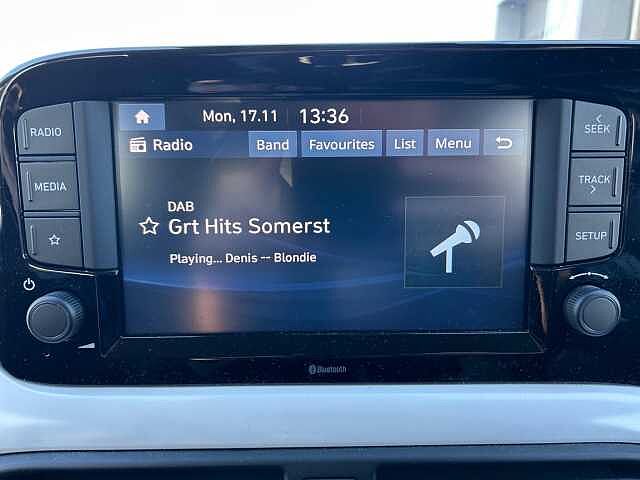 Mon, 17.11 13:36
Radio Band Favourites List Menu
DAB
Grt Hits Somerst
Playing... Denis -- Blondie
RADIO
MEDIA
SEEK
TRACK
SETUP
Bluetooth